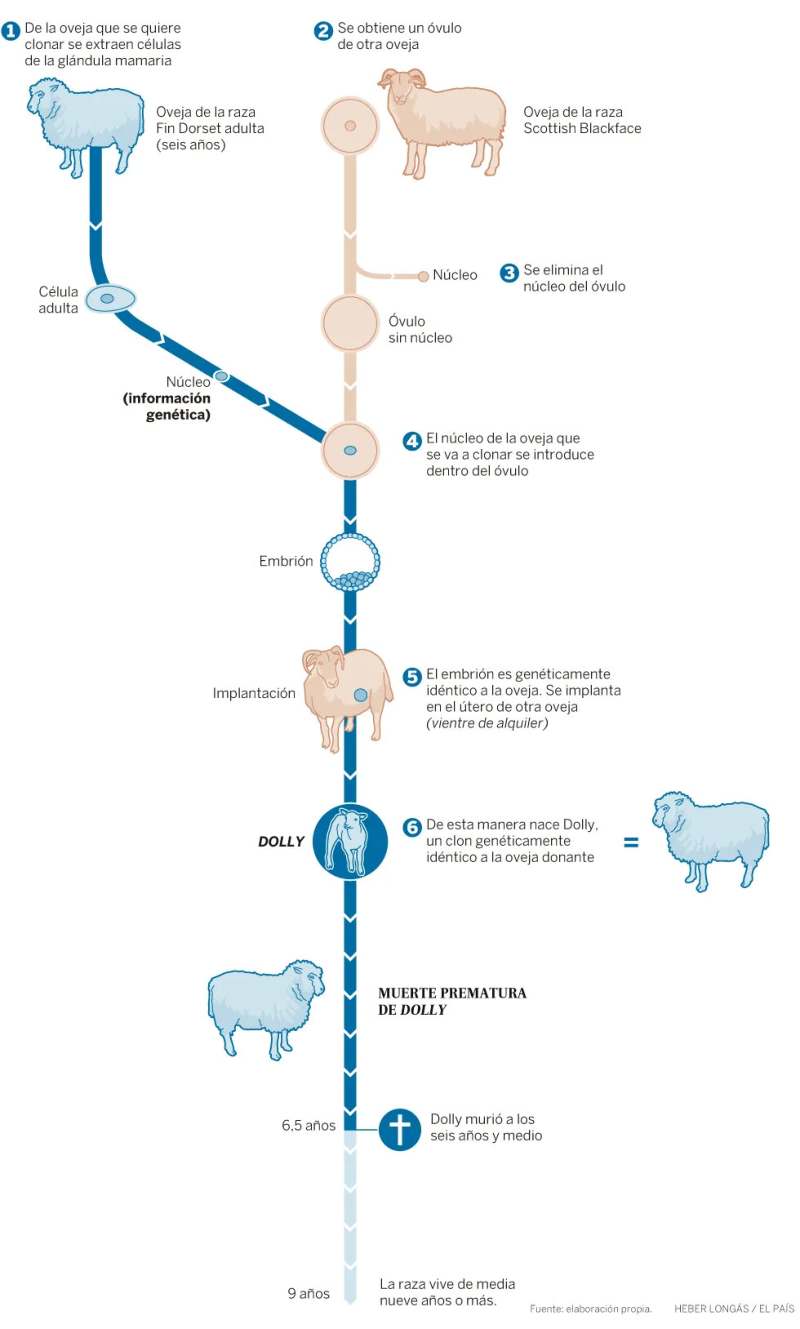 1 De la oveja que se quiere
clonar se extraen células
de la glándula mamaria
2 Se obtiene un óvulo
de otra oveja
Oveja de la raza
Fin Dorset adulta
(seis años)
Oveja de la raza
Scottish Blackface
Núcleo
3 Se elimina el
núcleo del óvulo
Célula
adulta
Óvulo
sin núcleo
Núcleo
(información
genética)
4 El núcleo de la oveja que
se va a clonar se introduce
dentro del óvulo
Embrión
Implantación
5 El embrión es genéticamente
idéntico a la oveja. Se implanta
en el útero de otra oveja
(vientre de alquiler)
DOLLY
6 De esta manera nace Dolly,
un clon genéticamente
idéntico a la oveja donante
=
MUERTE PREMATURA
DE DOLLY
6,5 años
Dolly murió a los
seis años y medio
9 años
La raza vive de media
nueve años o más.
Fuente: elaboración propia.
HEBER LONGÁS / EL PAÍS